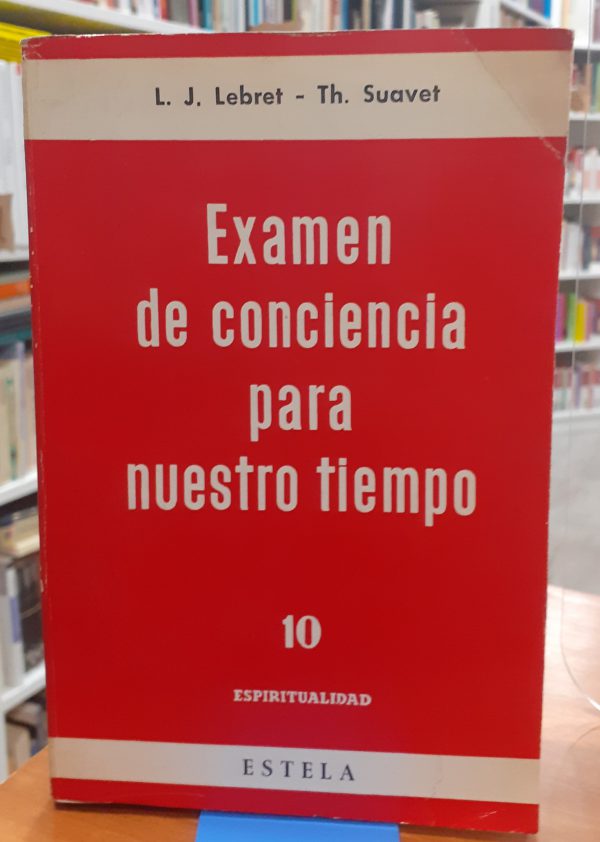 L. J. Lebret - Th. Suavet
Examen
de conciencia
para
nuestro tiempo
10
ESPIRITUALIDAD
ESTELA